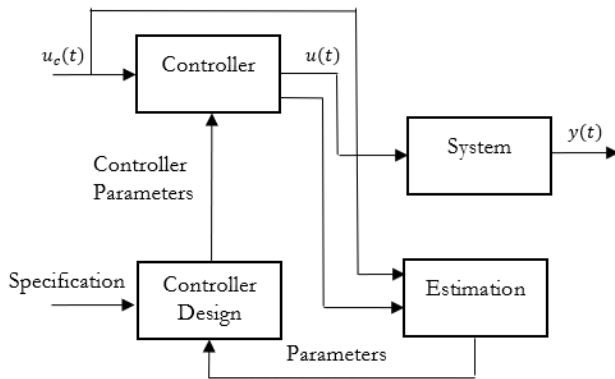 u_c(t)
Controller
u(t)
System
y(t)
Controller
Parameters
Specification
Controller
Design
Estimation
Parameters